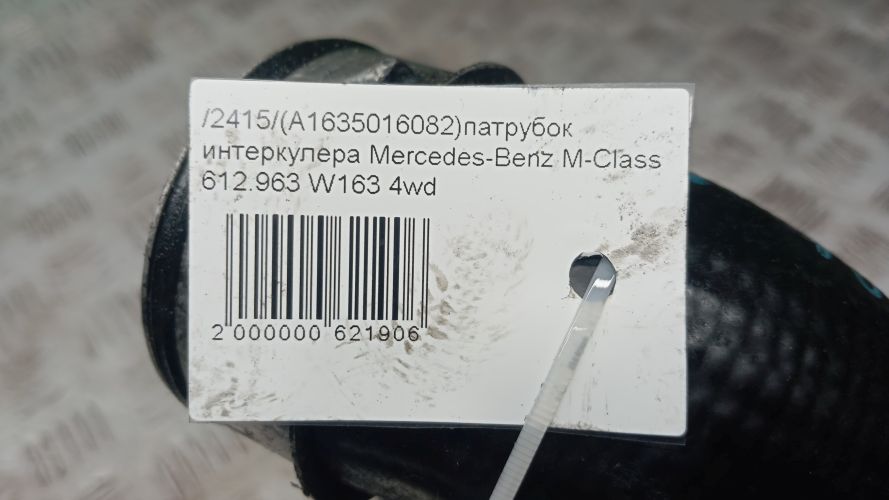 /2415/(A1635016082)патрубок
интеркулера Mercedes-Benz M-Class
612.963 W163 4wd
2 000000 621906